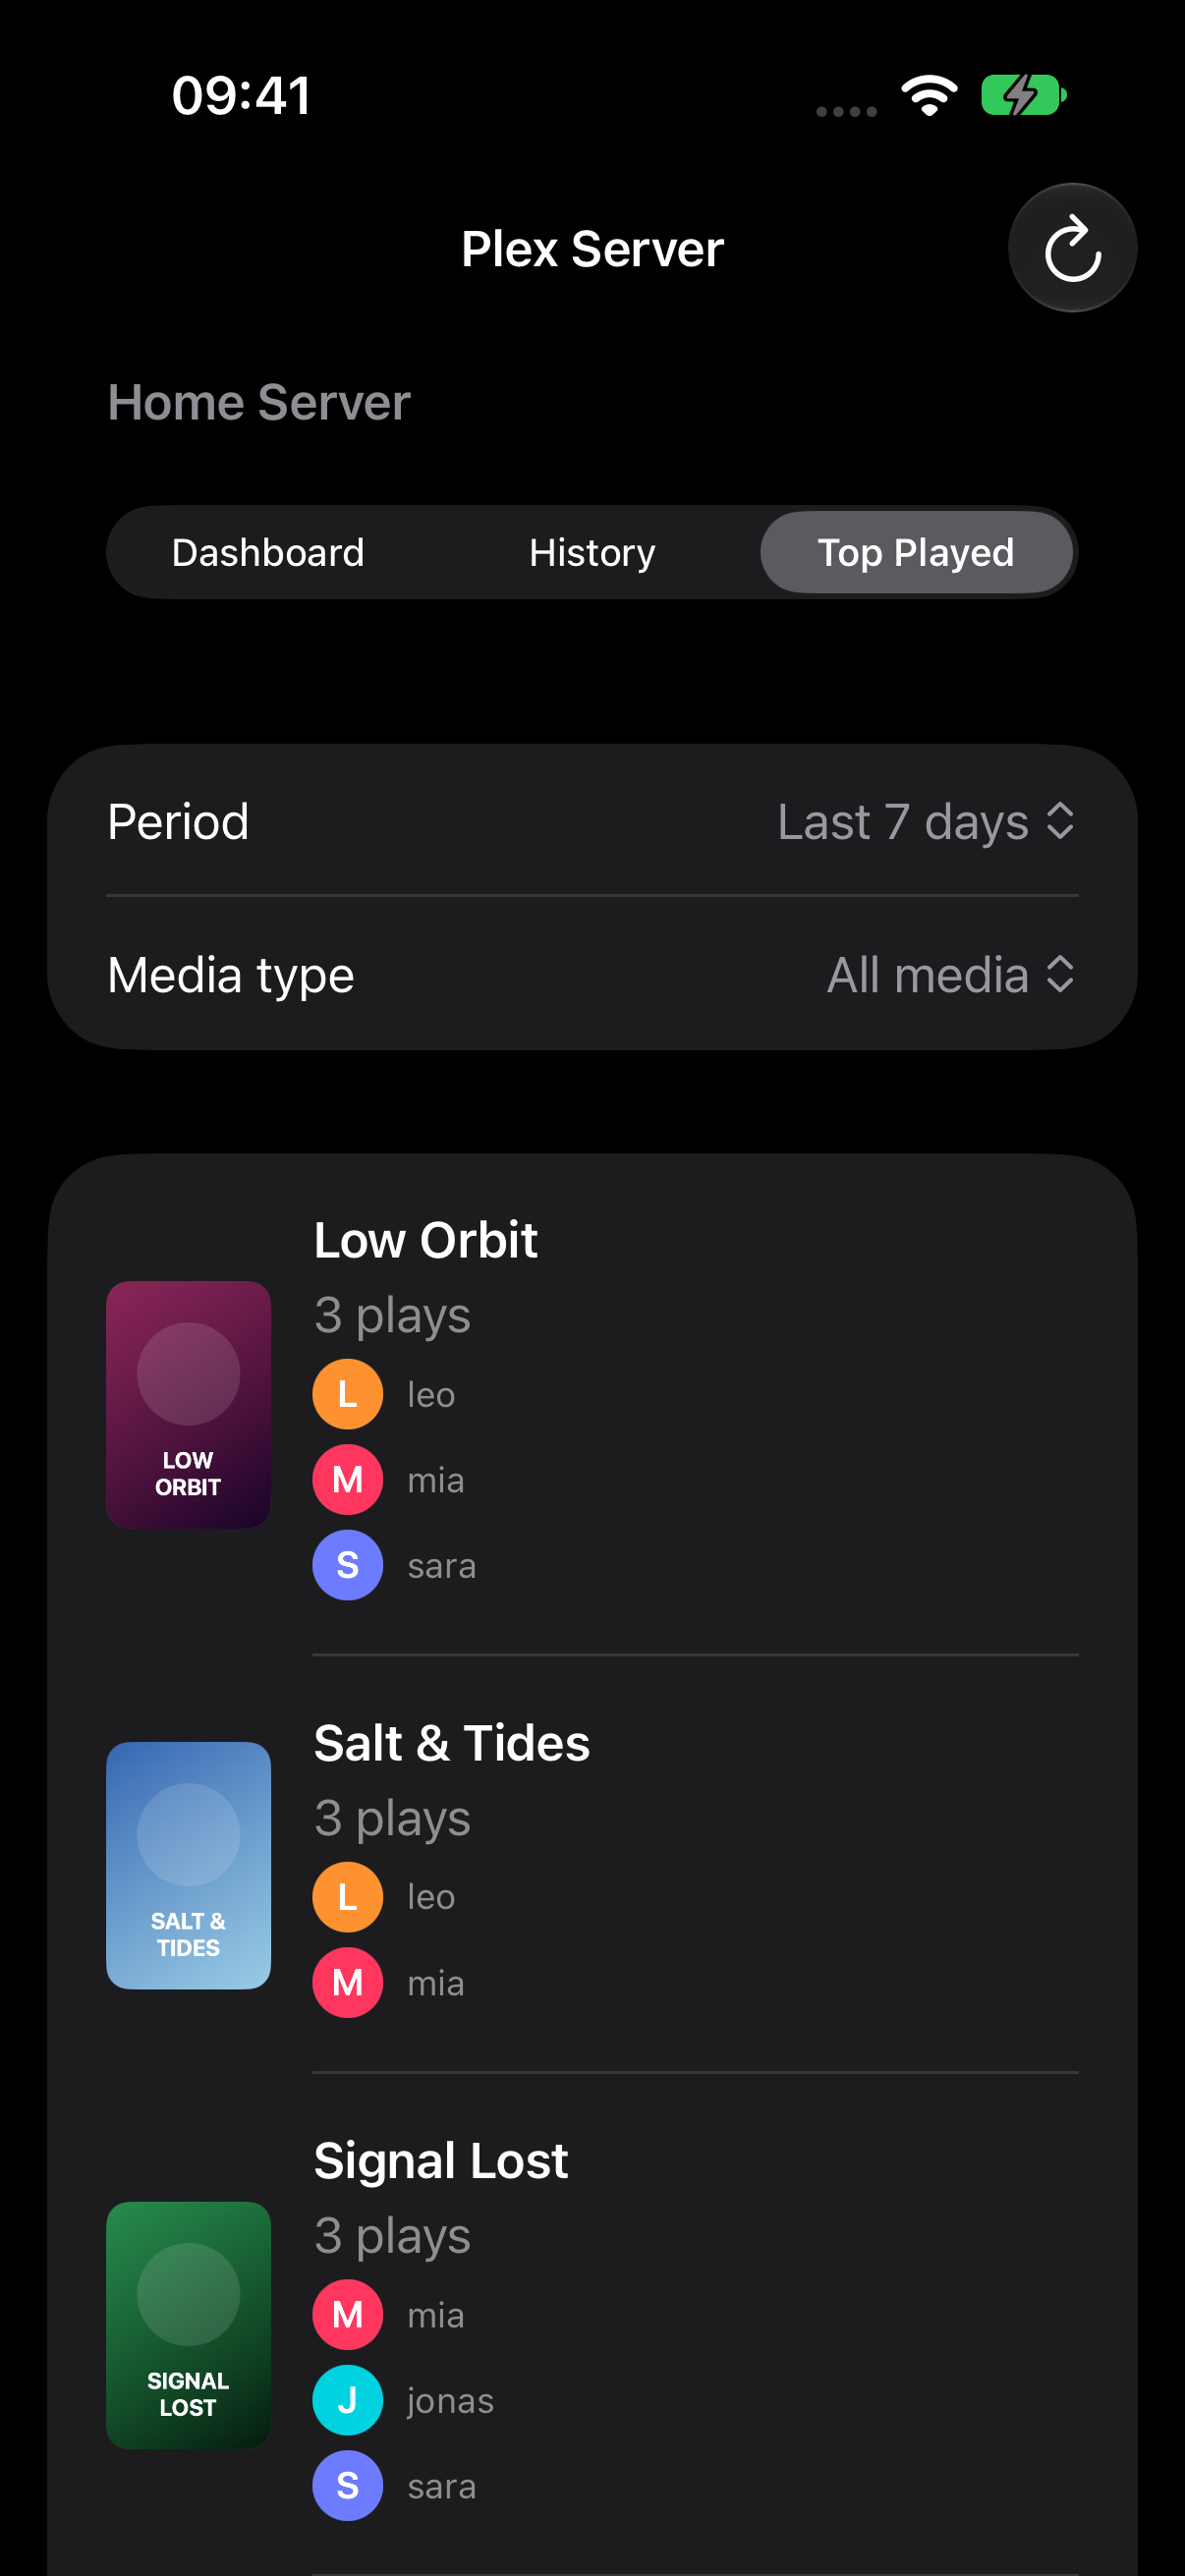 09:41
Plex Server
Home Server
Dashboard History Top Played
Period Last 7 days
Media type All media
Low Orbit
3 plays
L leo
M mia
S sara
LOW
ORBIT
Salt & Tides
3 plays
L leo
M mia
SALT &
TIDES
Signal Lost
3 plays
M mia
J jonas
S sara
SIGNAL
LOST